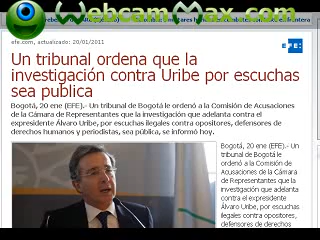 WebcamMax.com
efe.com, actualizado: 20/01/2011
EFE:
Un tribunal ordena que la
investigación contra Uribe por escuchas
sea publica
Bogotá, 20 ene (EFE).- Un tribunal de Bogotá le ordenó a la Comisión de Acusaciones
de la Cámara de Representantes que la investigación que adelanta contra el
expresidente Álvaro Uribe, por escuchas ilegales contra opositores, defensores de
derechos humanos y periodistas, sea pública, se informó hoy.
Bogotá, 20 ene (EFE).- Un
tribunal de Bogotá le
ordenó a la Comisión de
Acusaciones de la Cámara
de Representantes que la
investigación que adelanta
contra el expresidente
Álvaro Uribe, por escuchas
ilegales contra opositores,
defensores de derechos